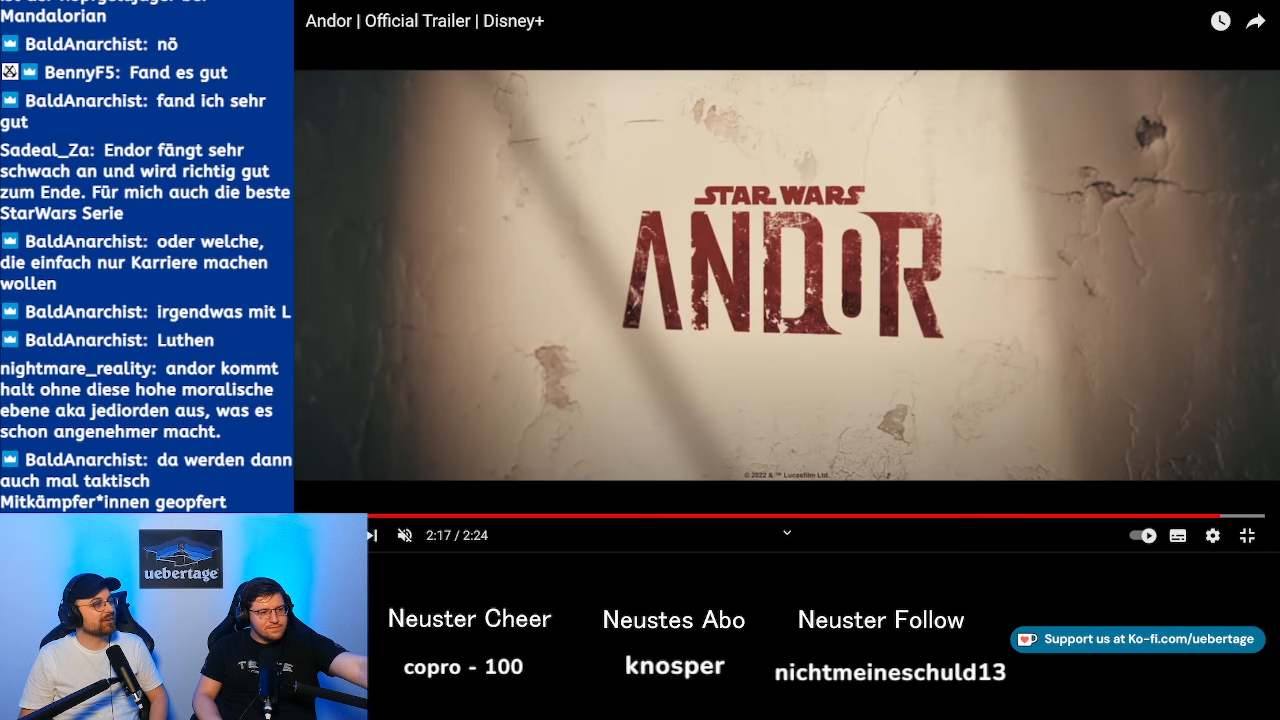 Mandalorian
BaldAnarchist: nö
BennyF5: Fand es gut
BaldAnarchist: fand ich sehr
gut
Sadeal_Za: Endor fängt sehr
schwach an und wird richtig gut
zum Ende. Für mich auch die beste
StarWars Serie
BaldAnarchist: oder welche,
die einfach nur Karriere machen
wollen
BaldAnarchist: irgendwas mit L
BaldAnarchist: Luthen
nightmare_reality: andor kommt
halt ohne diese hohe moralische
ebene aka jediorden aus, was es
schon angenehmer macht.
BaldAnarchist: da werden dann
auch mal taktisch
Mitkämpfer*innen geopfert
Andor | Official Trailer | Disney+
STAR WARS
ANDOR
© 2022 & ™ Lucasfilm Ltd.
2:17 / 2:24
uebertage
Neuster Cheer
copro - 100
Neustes Abo
knosper
Neuster Follow
nichtmeineschuld13
Support us at Ko-fi.com/uebertage